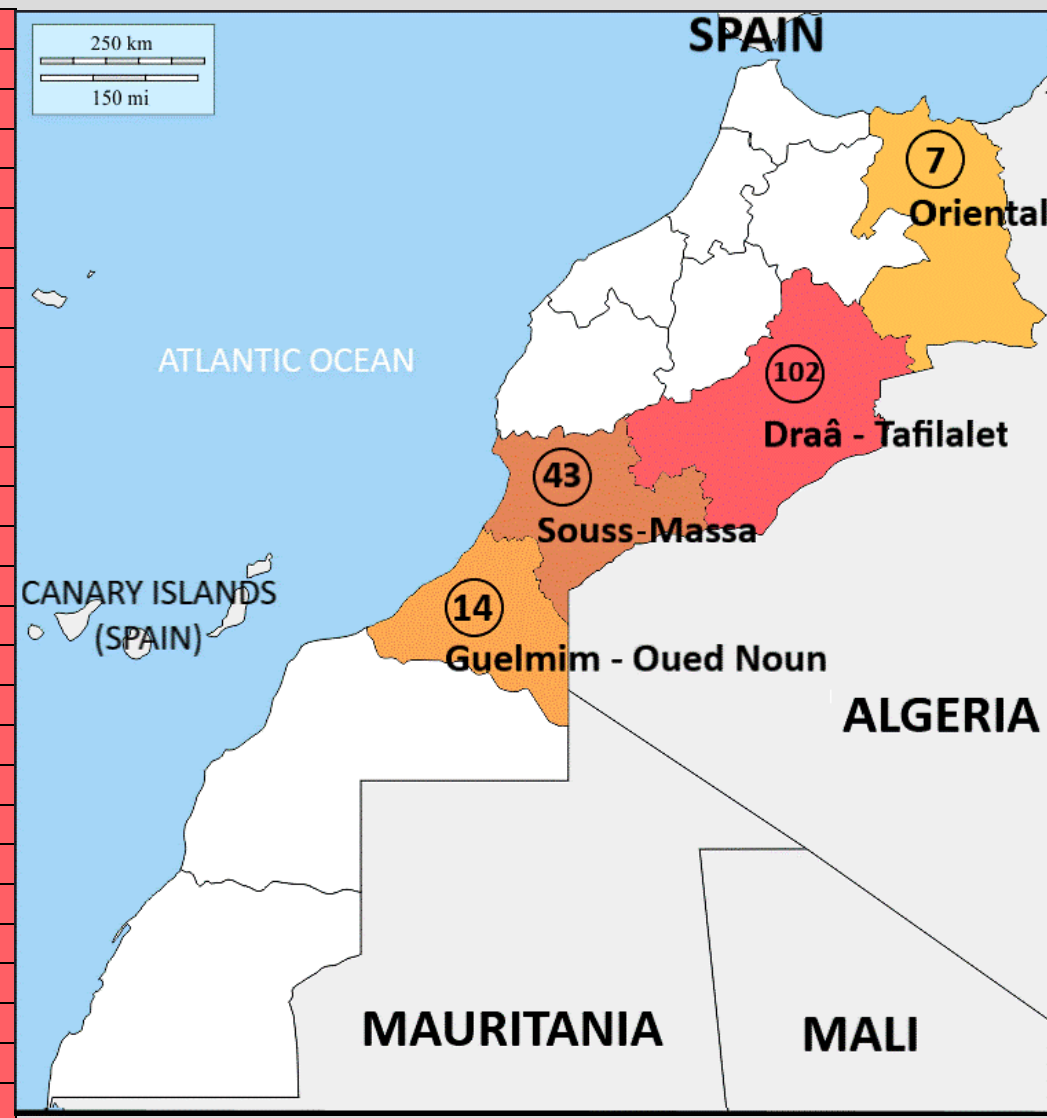 SPAIN
250 km
150 mi
7
Oriental
ATLANTIC OCEAN
102
Draâ - Tafilalet
43
Souss-Massa
CANARY ISLANDS
(SPAIN)
14
Guelmim - Oued Noun
ALGERIA
MAURITANIA
MALI